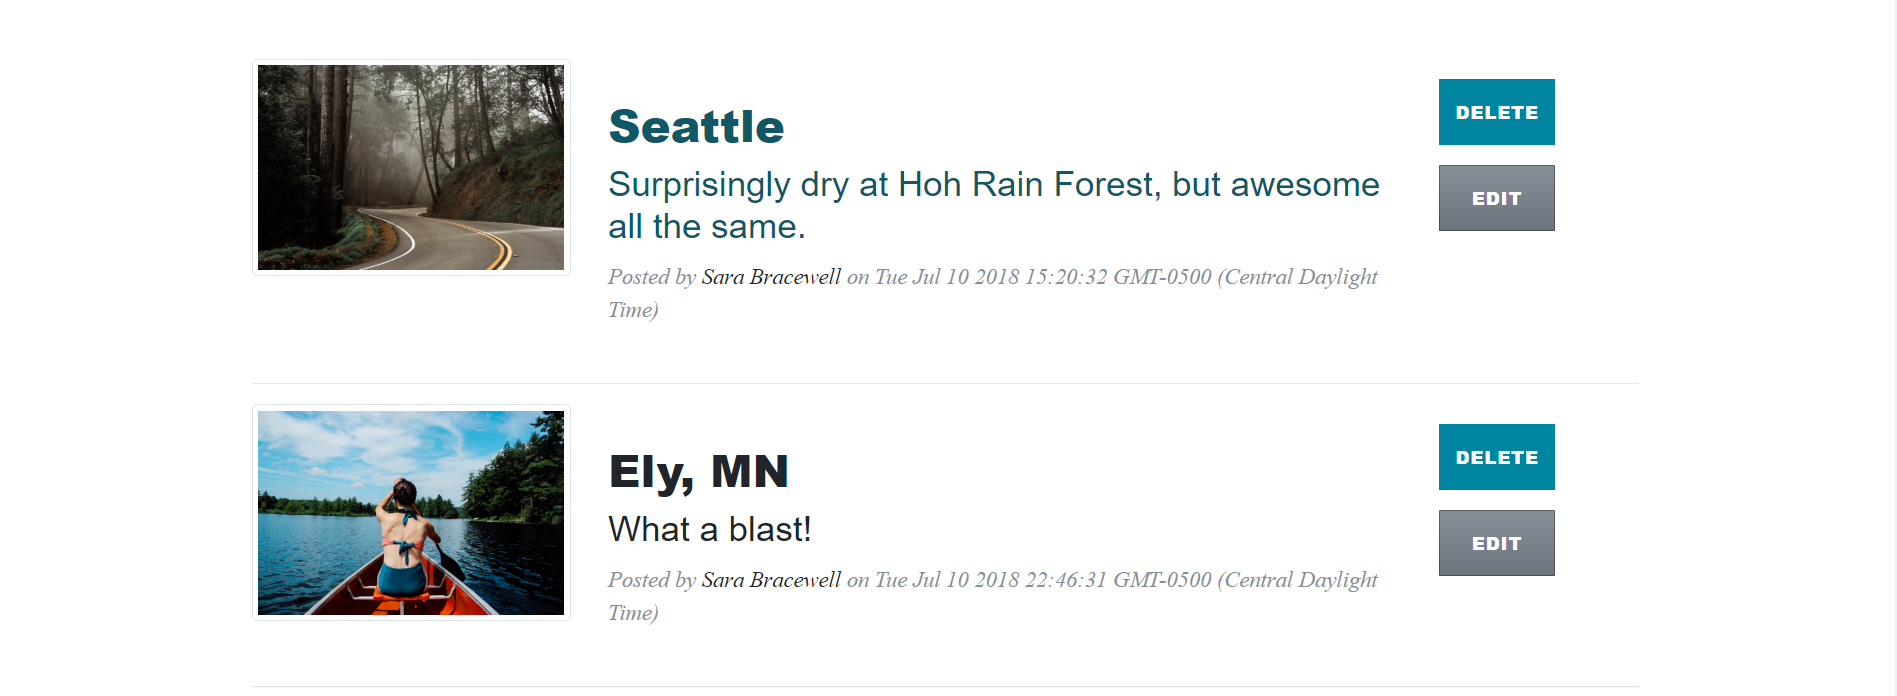 Seattle
DELETE
Surprisingly dry at Hoh Rain Forest, but awesome
all the same.
EDIT
Posted by Sara Bracewell on Tue Jul 10 2018 15:20:32 GMT-0500 (Central Daylight
Time)
Ely, MN
DELETE
What a blast!
EDIT
Posted by Sara Bracewell on Tue Jul 10 2018 22:46:31 GMT-0500 (Central Daylight
Time)